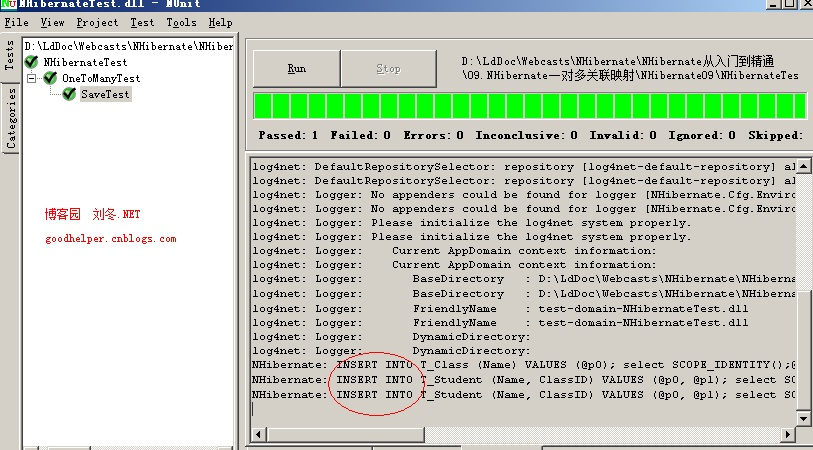 NHibernateTest.dll - NUnit
File View Project Test Tools Help
Tests
Categories
D:\LdDoc\Webcasts\NHibernate\NHiber
NHibernateTest
OneToManyTest
SaveTest
博客园 刘冬.NET
goodhelper.cnblogs.com
Run
Stop
D:\LdDoc\Webcasts\NHibernate\NHibernate从入门到精通
\09.NHibernate一对多关联映射\NHibernate09\NHibernateTes
Passed: 1 Failed: 0 Errors: 0 Inconclusive: 0 Invalid: 0 Ignored: 0 Skipped:
log4net: DefaultRepositorySelector: repository [log4net-default-repository] al
log4net: DefaultRepositorySelector: repository [log4net-default-repository] al
log4net: Logger: No appenders could be found for logger [NHibernate.Cfg.Enviro
log4net: Logger: No appenders could be found for logger [NHibernate.Cfg.Enviro
log4net: Logger: Please initialize the log4net system properly.
log4net: Logger: Please initialize the log4net system properly.
log4net: Logger: Current AppDomain context information:
log4net: Logger: Current AppDomain context information:
log4net: Logger: BaseDirectory : D:\LdDoc\Webcasts\NHibernate\NHiberna
log4net: Logger: BaseDirectory : D:\LdDoc\Webcasts\NHibernate\NHiberna
log4net: Logger: FriendlyName : test-domain-NHibernateTest.dll
log4net: Logger: FriendlyName : test-domain-NHibernateTest.dll
log4net: Logger: DynamicDirectory:
log4net: Logger: DynamicDirectory:
NHibernate: INSERT INTO T_Class (Name) VALUES (@p0); select SCOPE_IDENTITY();@
NHibernate: INSERT INTO T_Student (Name, ClassID) VALUES (@p0, @p1); select SC
NHibernate: INSERT INTO T_Student (Name, ClassID) VALUES (@p0, @p1); select SC